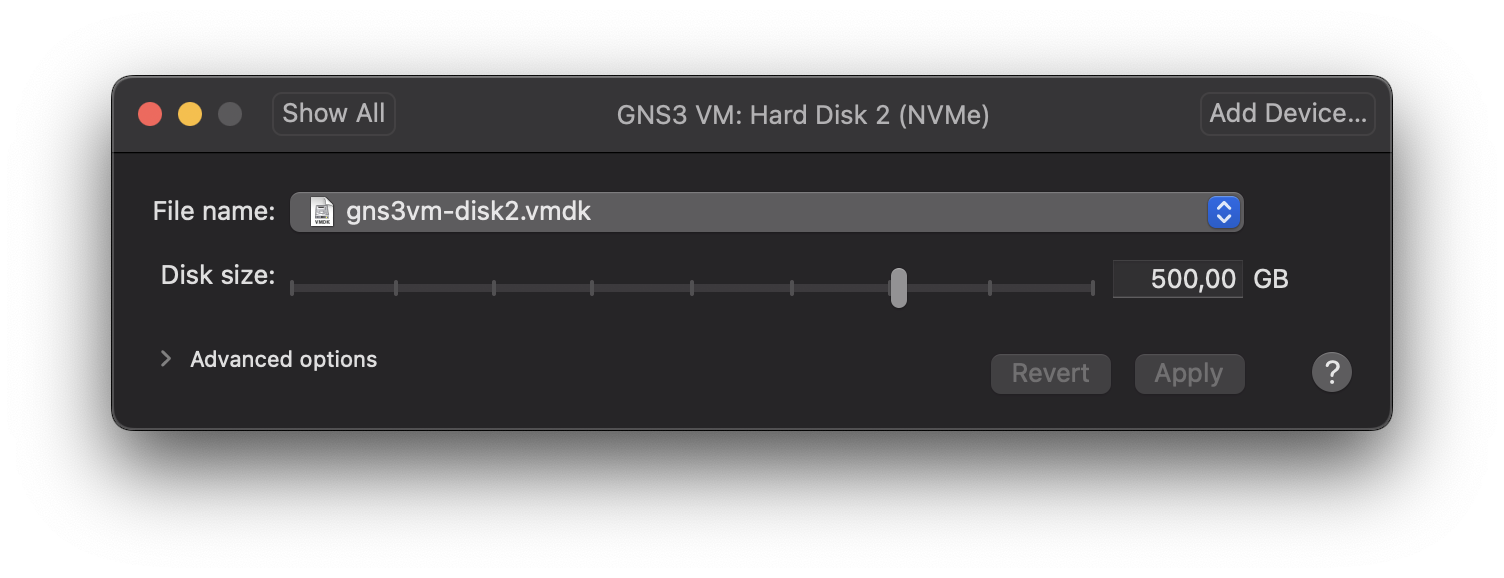 Show All
GNS3 VM: Hard Disk 2 (NVMe)
Add Device...
File name:
gns3vm-disk2.vmdk
Disk size:
500,00 GB
Advanced options
Revert
Apply
?